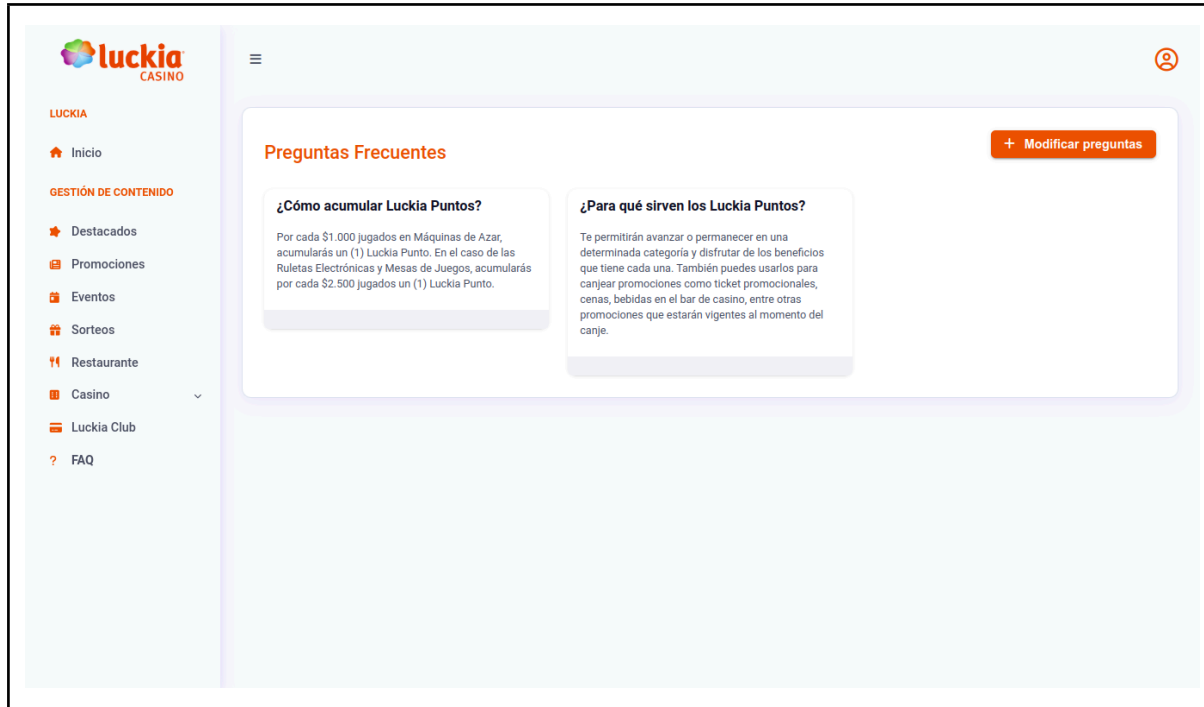 luckia
CASINO
LUCKIA
Inicio
GESTIÓN DE CONTENIDO
Destacados
Promociones
Eventos
Sorteos
Restaurante
Casino
Luckia Club
? FAQ
Preguntas Frecuentes
+ Modificar preguntas
¿Cómo acumular Luckia Puntos?
Por cada $1.000 jugados en Máquinas de Azar,
acumularás un (1) Luckia Punto. En el caso de las
Ruletas Electrónicas y Mesas de Juegos, acumularás
por cada $2.500 jugados un (1) Luckia Punto.
¿Para qué sirven los Luckia Puntos?
Te permitirán avanzar o permanecer en una
determinada categoría y disfrutar de los beneficios
que tiene cada una. También puedes usarlos para
canjear promociones como ticket promocionales,
cenas, bebidas en el bar de casino, entre otras
promociones que estarán vigentes al momento del
canje.